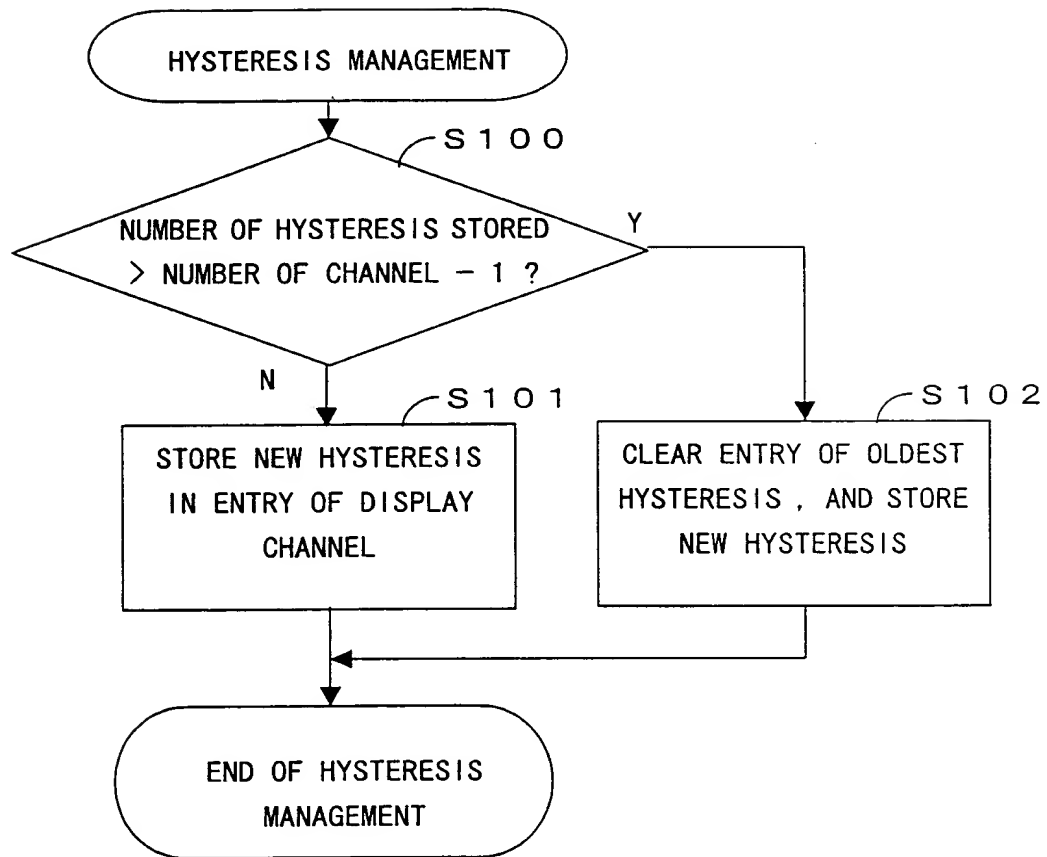 HYSTERESIS MANAGEMENT
S100
NUMBER OF HYSTERESIS STORED
> NUMBER OF CHANNEL - 1 ?
Y
N
S101
STORE NEW HYSTERESIS
IN ENTRY OF DISPLAY
CHANNEL
S102
CLEAR ENTRY OF OLDEST
HYSTERESIS , AND STORE
NEW HYSTERESIS
END OF HYSTERESIS
MANAGEMENT